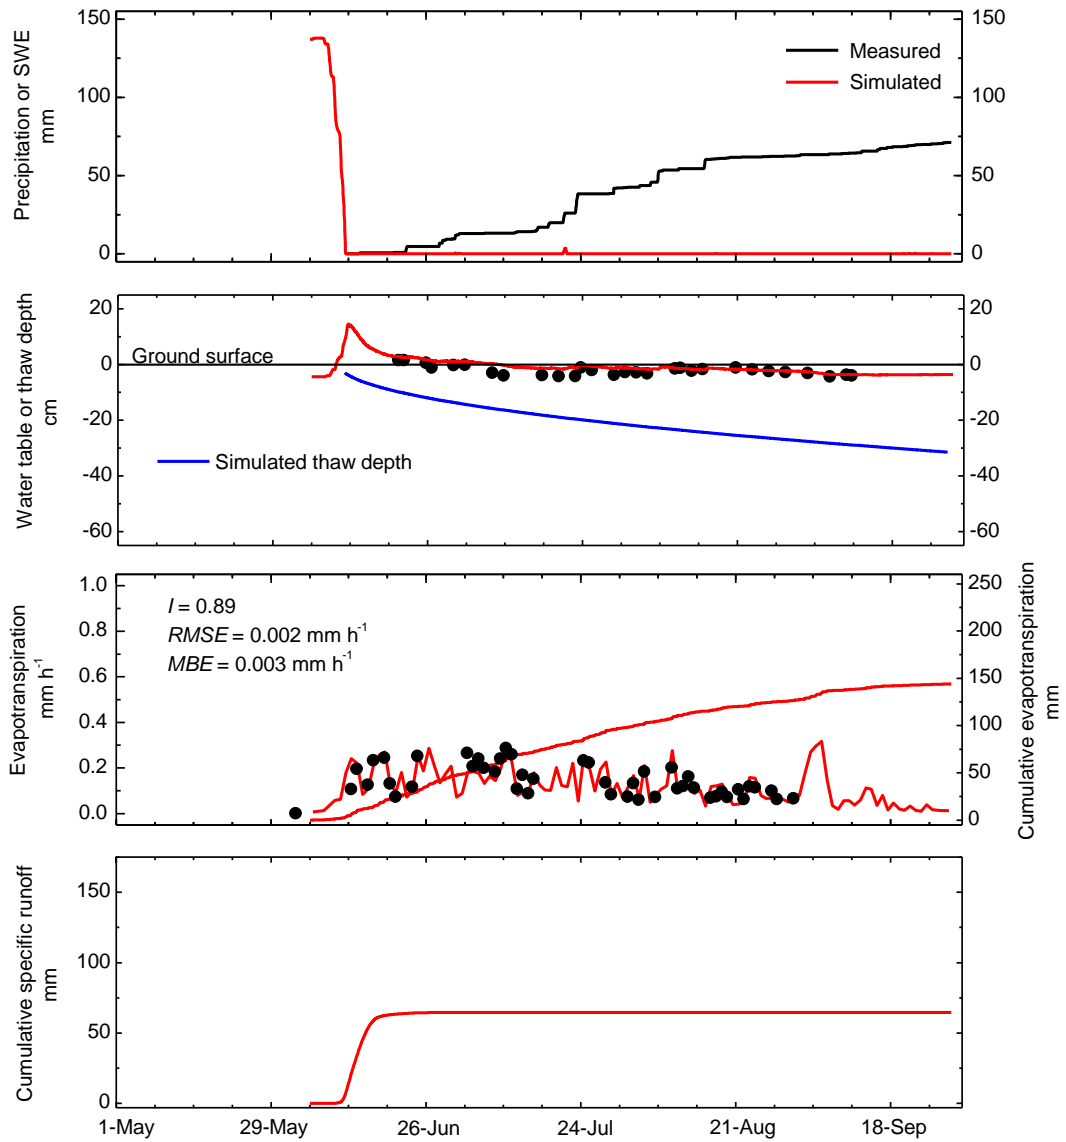 Precipitation or SWE
mm
150
100
50
0
Measured
Simulated
150
100
50
0
Water table or thaw depth
cm
20
0
-20
-40
-60
Ground surface
Simulated thaw depth
20
0
-20
-40
-60
Evapotranspiration
mm h-1
1.0
0.8
0.6
0.4
0.2
0.0
I = 0.89
RMSE = 0.002 mm h-1
MBE = 0.003 mm h-1
250
200
150
100
50
0
Cumulative evapotranspiration
mm
Cumulative specific runoff
mm
150
100
50
0
1-May 29-May 26-Jun 24-Jul 21-Aug 18-Sep